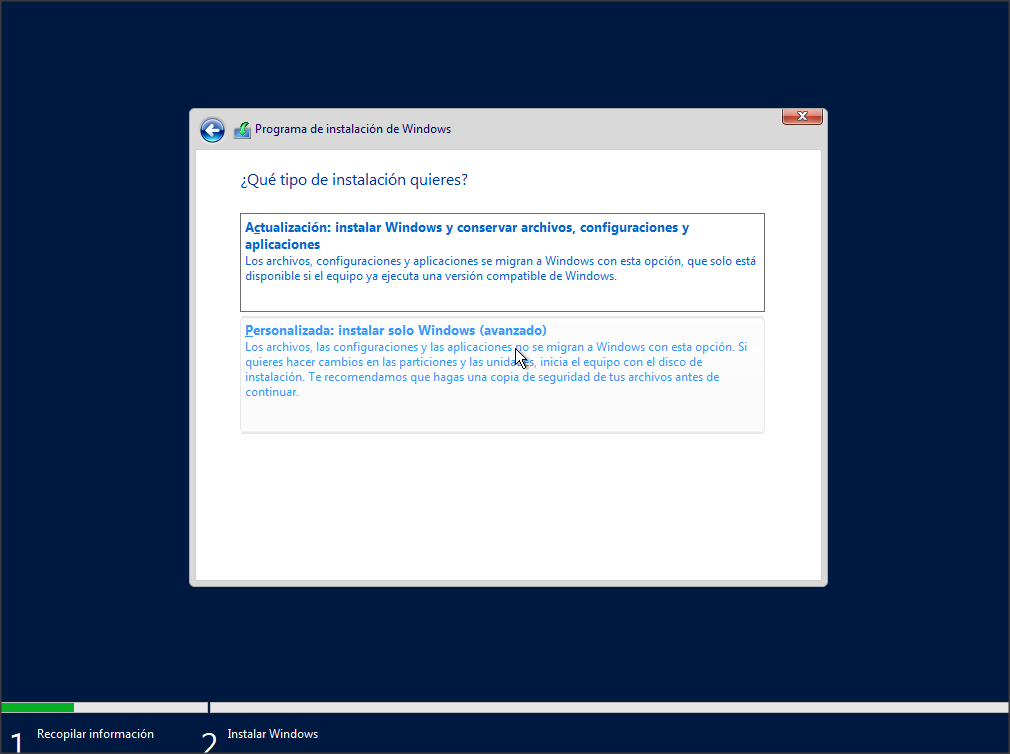 Programa de instalación de Windows
¿Qué tipo de instalación quieres?
Actualización: instalar Windows y conservar archivos, configuraciones y
aplicaciones
Los archivos, configuraciones y aplicaciones se migran a Windows con esta opción, que solo está
disponible si el equipo ya ejecuta una versión compatible de Windows.
Personalizada: instalar solo Windows (avanzado)
Los archivos, las configuraciones y las aplicaciones no se migran a Windows con esta opción. Si
quieres hacer cambios en las particiones y las unidades, inicia el equipo con el disco de
instalación. Te recomendamos que hagas una copia de seguridad de tus archivos antes de
continuar.
1 Recopilar información
2 Instalar Windows